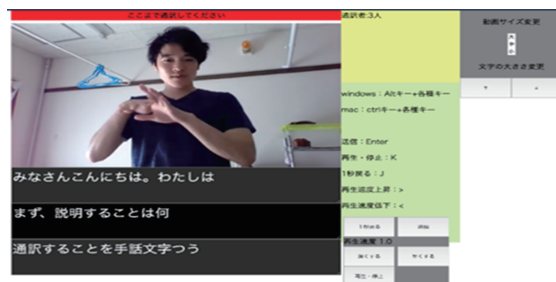 ここまで通訳してください
みなさんこんにちは。わたしは
まず、説明することは何
通訳することを手話文字つう
通訳者:3人
windows：Altキー+各種キー
mac：ctrlキー+各種キー
送信：Enter
再生・停止：K
1秒戻る：J
再生速度上昇：>
再生速度低下：<
1秒戻る
再生速度 1.0
速くする
再生・停止
動画サイズ変更
文字の大きさ変更